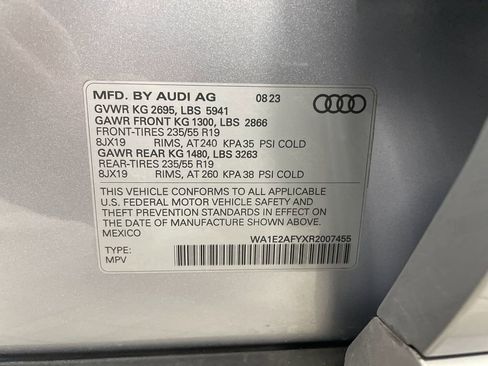 MFD. BY AUDI AG 08 23
GVWR KG 2695, LBS 5941
GAWR FRONT KG 1300, LBS 2866
FRONT-TIRES 235/55 R19
8JX19 RIMS, AT 240 KPA 35 PSI COLD
GAWR REAR KG 1480, LBS 3263
REAR-TIRES 235/55 R19
8JX19 RIMS, AT 260 KPA 38 PSI COLD
THIS VEHICLE CONFORMS TO ALL APPLICABLE
U.S. FEDERAL MOTOR VEHICLE SAFETY AND
THEFT PREVENTION STANDARDS IN EFFECT ON
THE DATE OF MANUFACTURE SHOWN ABOVE.
MEXICO
WA1E2AFYXR2007455
TYPE:
MPV